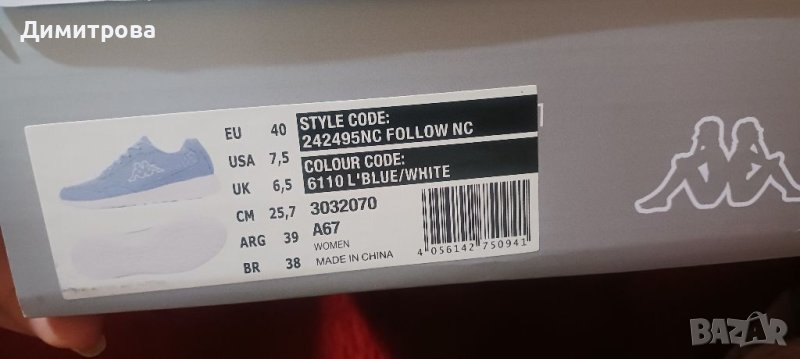 Димитрова
EU 40
USA 7,5
UK 6,5
CM 25,7
ARG 39
BR 38
STYLE CODE:
242495NC FOLLOW NC
COLOUR CODE:
6110 L'BLUE/WHITE
3032070
A67
WOMEN
MADE IN CHINA
4 056142 750941
BAZAR